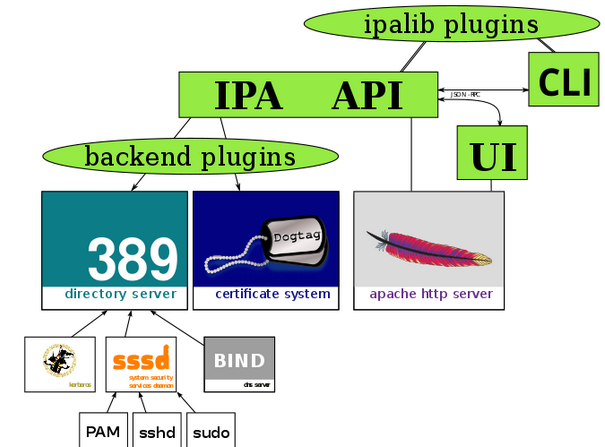 ipalib plugins
IPA API
CLI
JSON-RPC
UI
backend plugins
389
directory server
Dogtag
certificate system
apache http server
kerberos
sssd
system security
services daemon
BIND
dns server
PAM
sshd
sudo